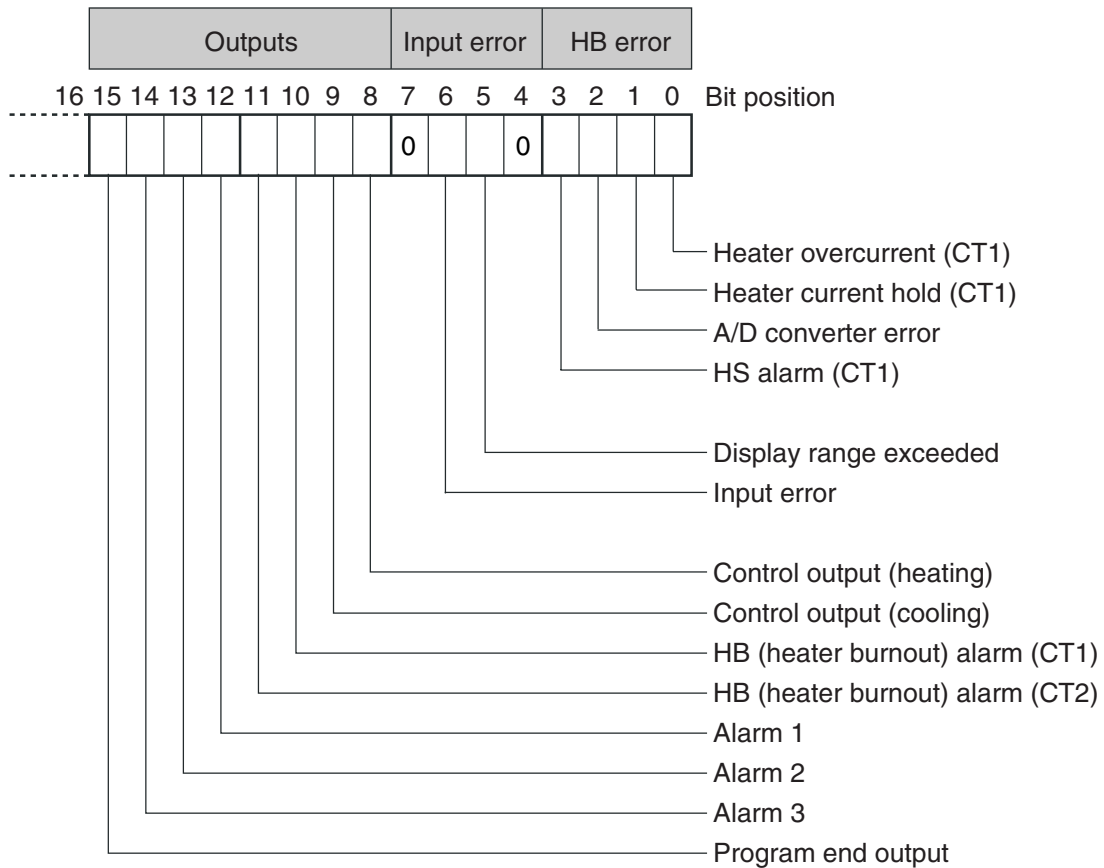 Outputs Input error HB error
16 15 14 13 12 11 10 9 8 7 6 5 4 3 2 1 0 Bit position
0 0
Heater overcurrent (CT1)
Heater current hold (CT1)
A/D converter error
HS alarm (CT1)
Display range exceeded
Input error
Control output (heating)
Control output (cooling)
HB (heater burnout) alarm (CT1)
HB (heater burnout) alarm (CT2)
Alarm 1
Alarm 2
Alarm 3
Program end output